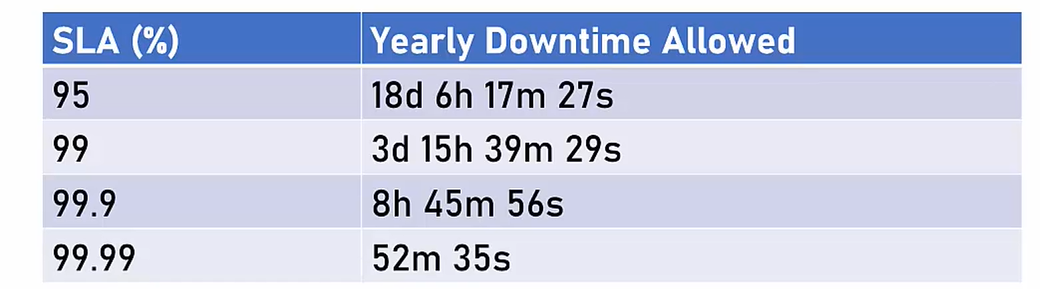 SLA (%) Yearly Downtime Allowed
95 18d 6h 17m 27s
99 3d 15h 39m 29s
99.9 8h 45m 56s
99.99 52m 35s